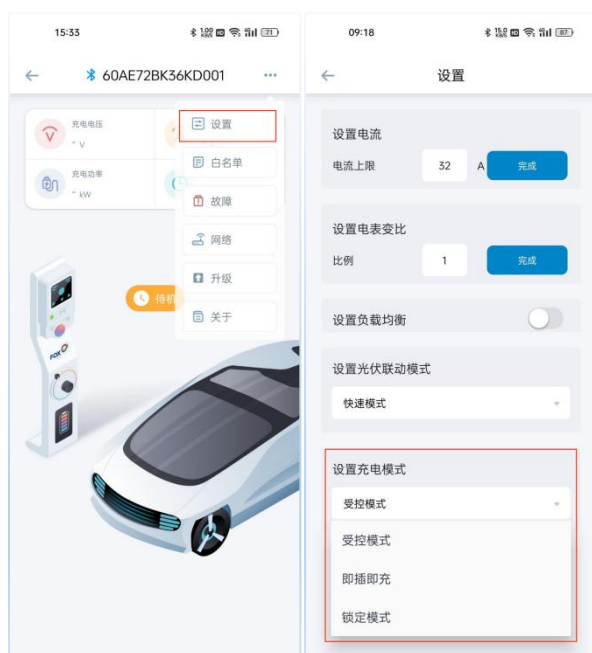 15:33
71
60AE72BK36KD001
充电电压
- V
充电功率
- kW
设置
白名单
故障
网络
升级
关于
待机
FOX
09:18
87
设置
设置电流
电流上限
32
A
完成
设置电表变比
比例
1
完成
设置负载均衡
设置光伏联动模式
快速模式
设置充电模式
受控模式
受控模式
即插即充
锁定模式